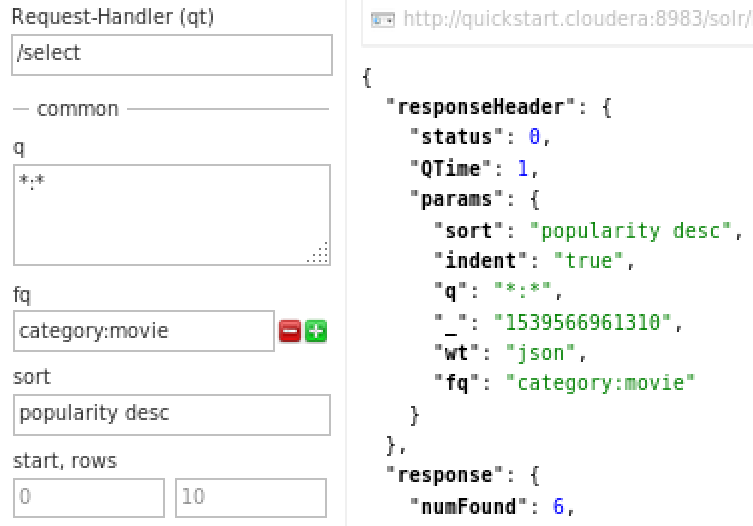 Request-Handler (qt)
/select
common
q
*:*
fq
category:movie
sort
popularity desc
start, rows
0 10
http://quickstart.cloudera:8983/solr/
{
"responseHeader": {
"status": 0,
"QTime": 1,
"params": {
"sort": "popularity desc",
"indent": "true",
"q": "*:*",
"_": "1539566961310",
"wt": "json",
"fq": "category:movie"
}
},
"response": {
"numFound": 6,